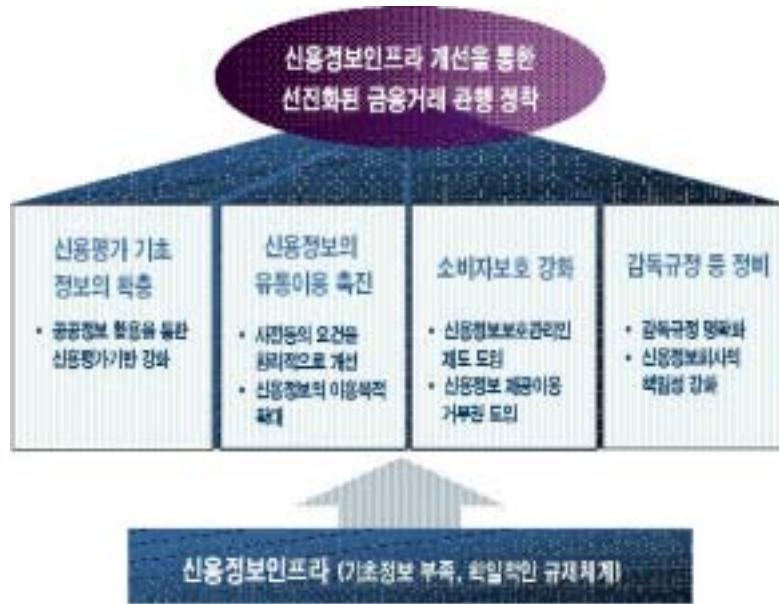 신용정보인프라 개선을 통한
선진화된 금융거래 관행 정착
신용평가 기초
정보의 확충
• 공공정보 활용을 통한
신용평가기반 강화
신용정보의
유통이용 촉진
• 사전동의 요건을
합리적으로 개선
• 신용정보의 이용목적
확대
소비자보호 강화
• 신용정보보호관리인
제도 도입
• 신용정보 제공이용
거부권 도입
감독규정 등 정비
• 감독규정 명확화
• 신용정보회사의
책임성 강화
신용정보인프라 (기초정보 부족, 획일적인 규제체계)